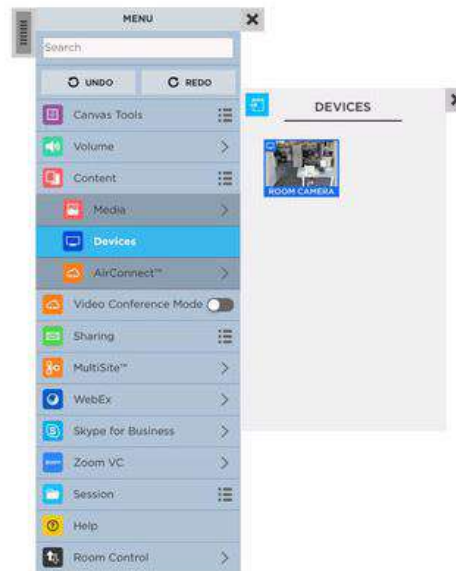 MENU
Search
UNDO
REDO
Canvas Tools
Volume
Content
Media
Devices
AirConnect™
Video Conference Mode
Sharing
MultiSite™
WebEx
Skype for Business
Zoom VC
Session
Help
Room Control
DEVICES
ROOM CAMERA